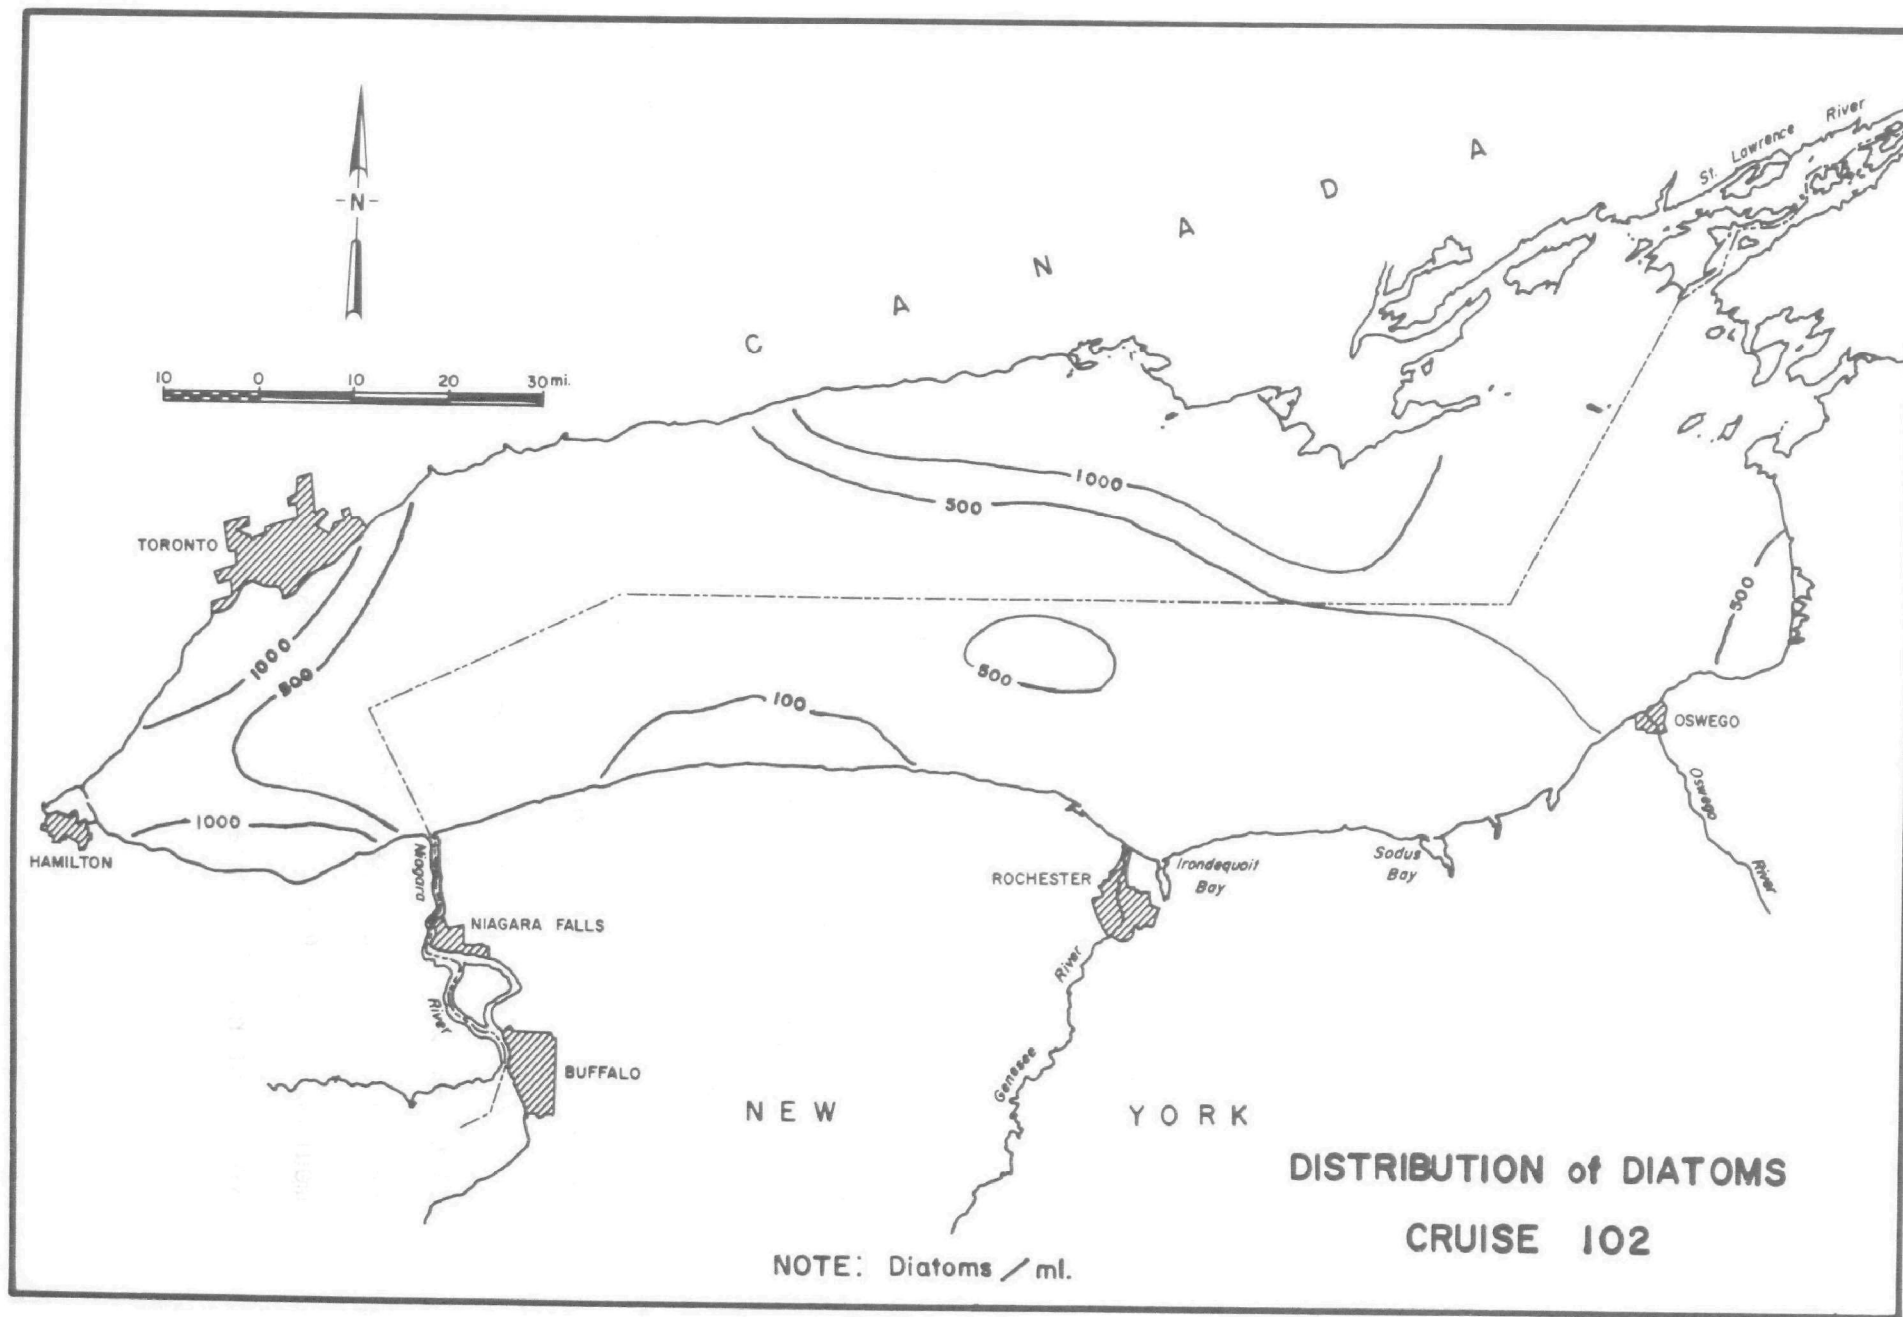 St. Lawrence River
C A N A D A
-N-
10 0 10 20 30 mi.
1000
500
TORONTO
1000
500
500
500
100
OSWEGO
Oswego River
1000
HAMILTON
Niagara River
NIAGARA FALLS
ROCHESTER
Irondequoit
Bay
Sodus
Bay
Genesee River
BUFFALO
NEW YORK
DISTRIBUTION of DIATOMS
CRUISE 102
NOTE: Diatoms / ml.